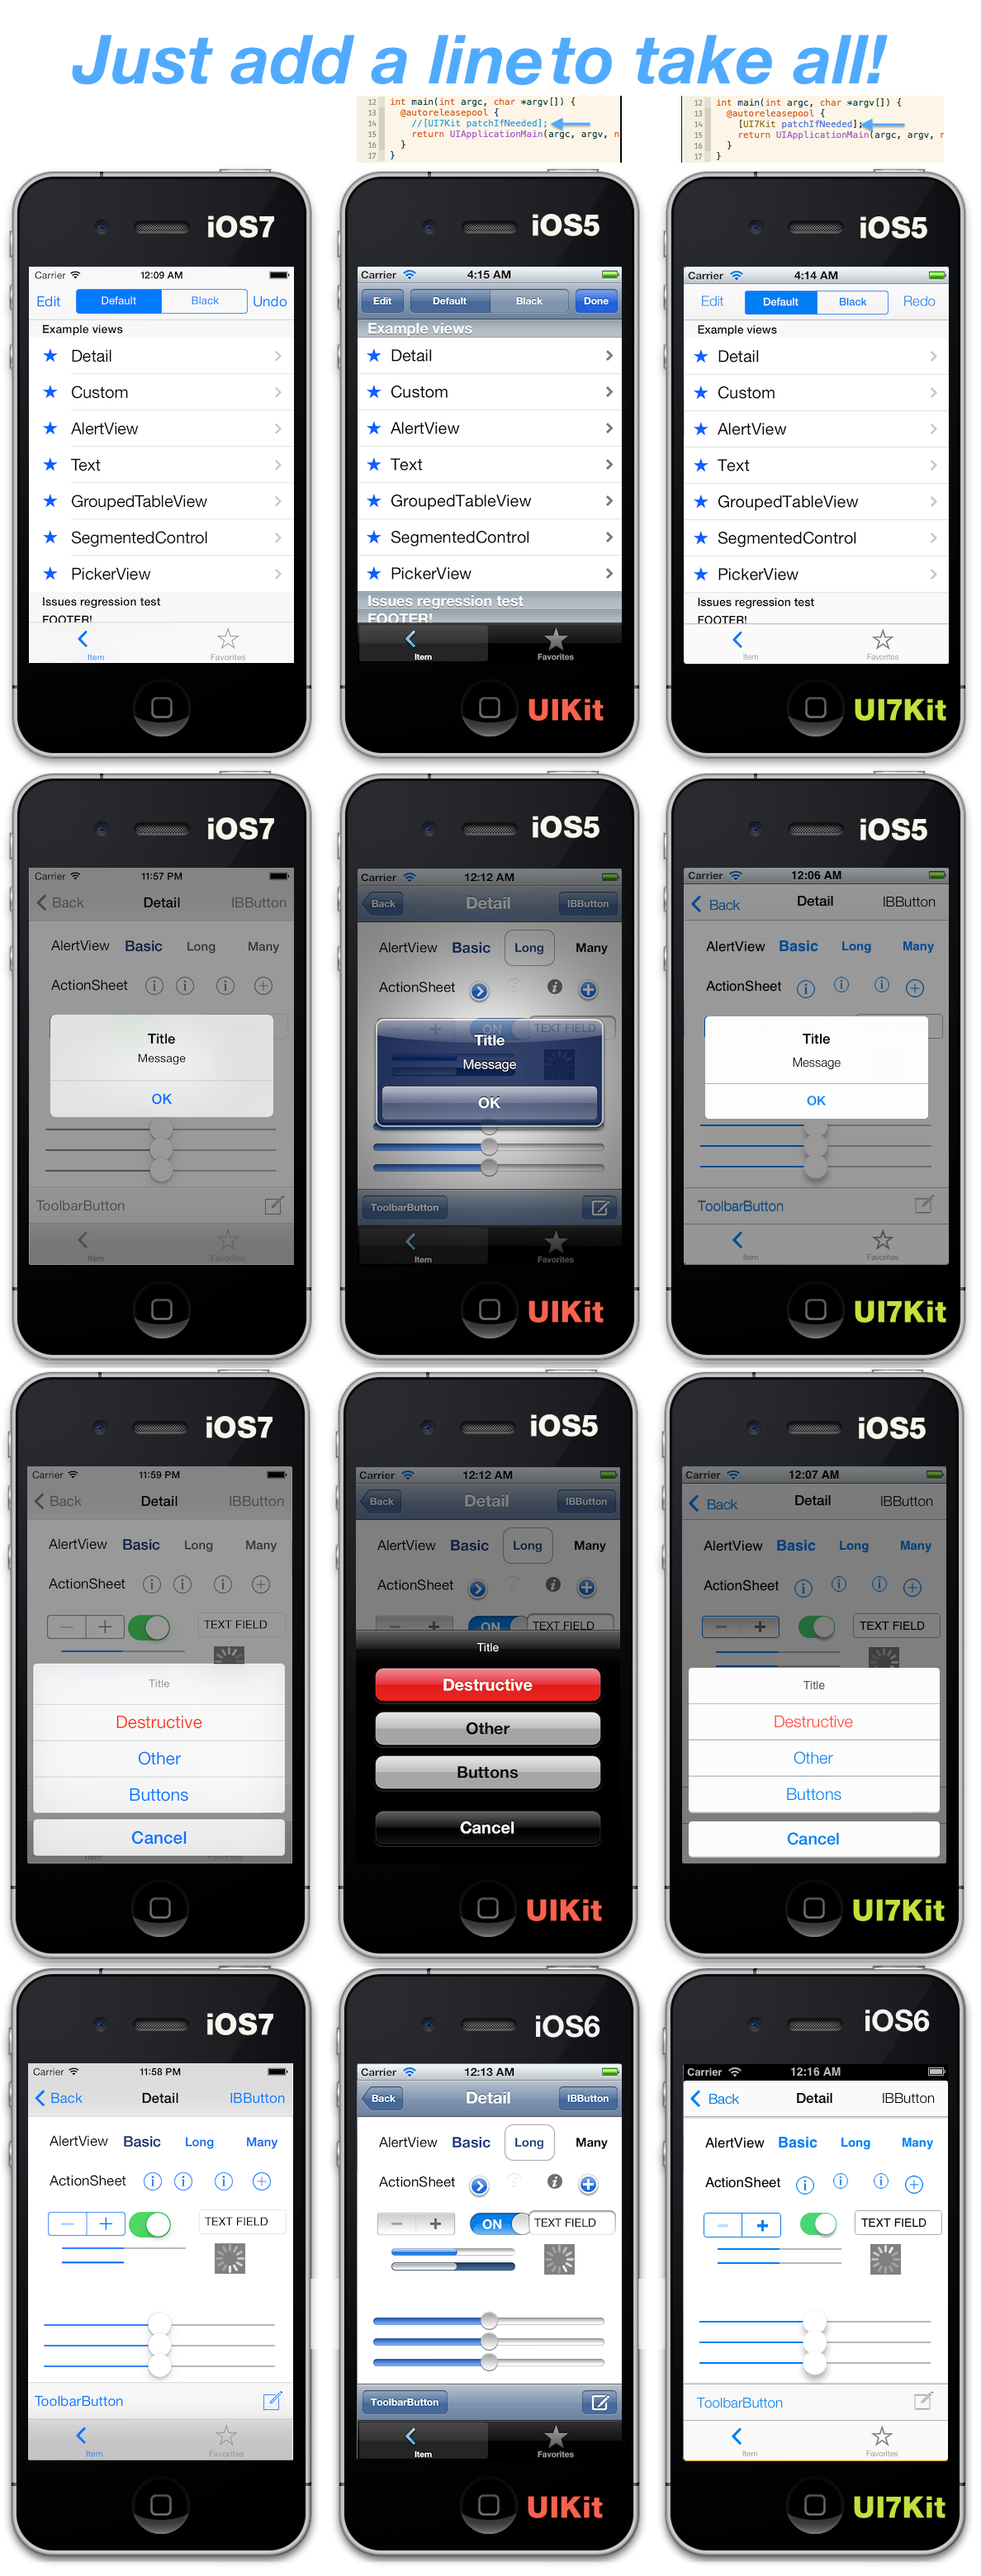 Just add a line to take all!
12 int main(int argc, char *argv[]) {
13 @autoreleasepool {
14 //[UI7Kit patchIfNeeded];
15 return UIApplicationMain(argc, argv, n
16 }
17 }
12 int main(int argc, char *argv[]) {
13 @autoreleasepool {
14 [UI7Kit patchIfNeeded];
15 return UIApplicationMain(argc, argv, n
16 }
17 }
iOS7
Carrier 12:09 AM
Edit Default Black Undo
Example views
Detail
Custom
AlertView
Text
GroupedTableView
SegmentedControl
PickerView
Issues regression test
FOOTER!
Item Favorites
iOS5
Carrier 4:15 AM
Edit Default Black Done
Example views
Detail
Custom
AlertView
Text
GroupedTableView
SegmentedControl
PickerView
Issues regression test
FOOTER!
Item Favorites
UIKit
iOS5
Carrier 4:14 AM
Edit Default Black Redo
Example views
Detail
Custom
AlertView
Text
GroupedTableView
SegmentedControl
PickerView
Issues regression test
FOOTER!
Item Favorites
UI7Kit
iOS7
Carrier 11:57 PM
Back Detail IBButton
AlertView Basic Long Many
ActionSheet
Title
Message
OK
ToolbarButton
Item Favorites
iOS5
Carrier 12:12 AM
Back Detail IBButton
AlertView Basic Long Many
ActionSheet
ON TEXT FIELD
Title
Message
OK
ToolbarButton
Item Favorites
UIKit
iOS5
Carrier 12:06 AM
Back Detail IBButton
AlertView Basic Long Many
ActionSheet
Title
Message
OK
ToolbarButton
Item Favorites
UI7Kit
iOS7
Carrier 11:59 PM
Back Detail IBButton
AlertView Basic Long Many
ActionSheet
TEXT FIELD
Title
Destructive
Other
Buttons
Cancel
iOS5
Carrier 12:12 AM
Back Detail IBButton
AlertView Basic Long Many
ActionSheet
ON TEXT FIELD
Title
Destructive
Other
Buttons
Cancel
UIKit
iOS5
Carrier 12:07 AM
Back Detail IBButton
AlertView Basic Long Many
ActionSheet
TEXT FIELD
Title
Destructive
Other
Buttons
Cancel
UI7Kit
iOS7
Carrier 11:58 PM
Back Detail IBButton
AlertView Basic Long Many
ActionSheet
TEXT FIELD
ToolbarButton
Item Favorites
iOS6
Carrier 12:13 AM
Back Detail IBButton
AlertView Basic Long Many
ActionSheet
ON TEXT FIELD
ToolbarButton
Item Favorites
UIKit
iOS6
Carrier 12:16 AM
Back Detail IBButton
AlertView Basic Long Many
ActionSheet
TEXT FIELD
ToolbarButton
Item Favorites
UI7Kit